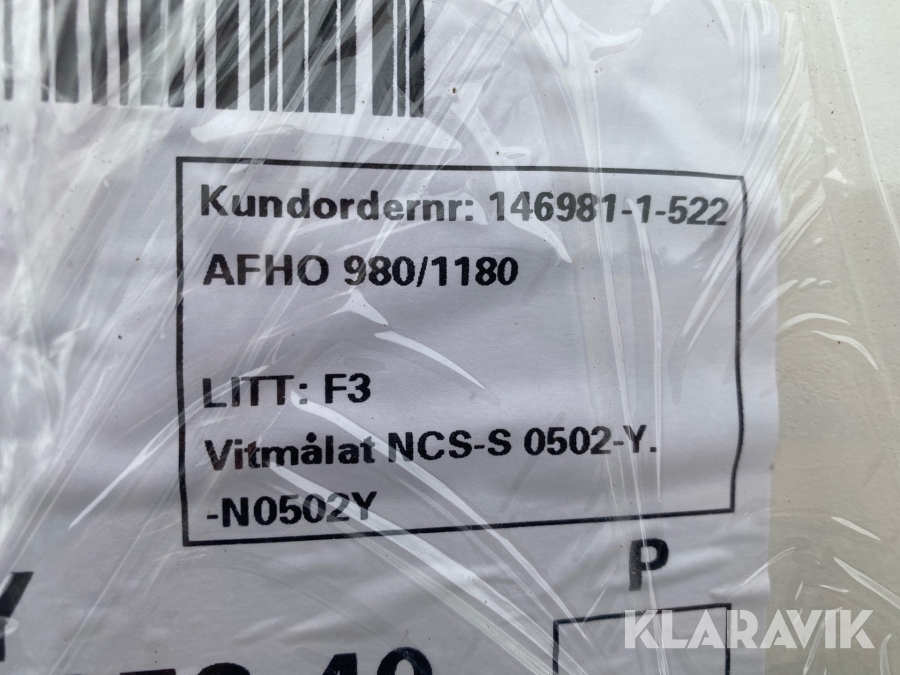 Kundordernr: 146981-1-522
AFHO 980/1180
LITT: F3
Vitmålat NCS-S 0502-Y.
-N0502Y
P
KLARAVIK